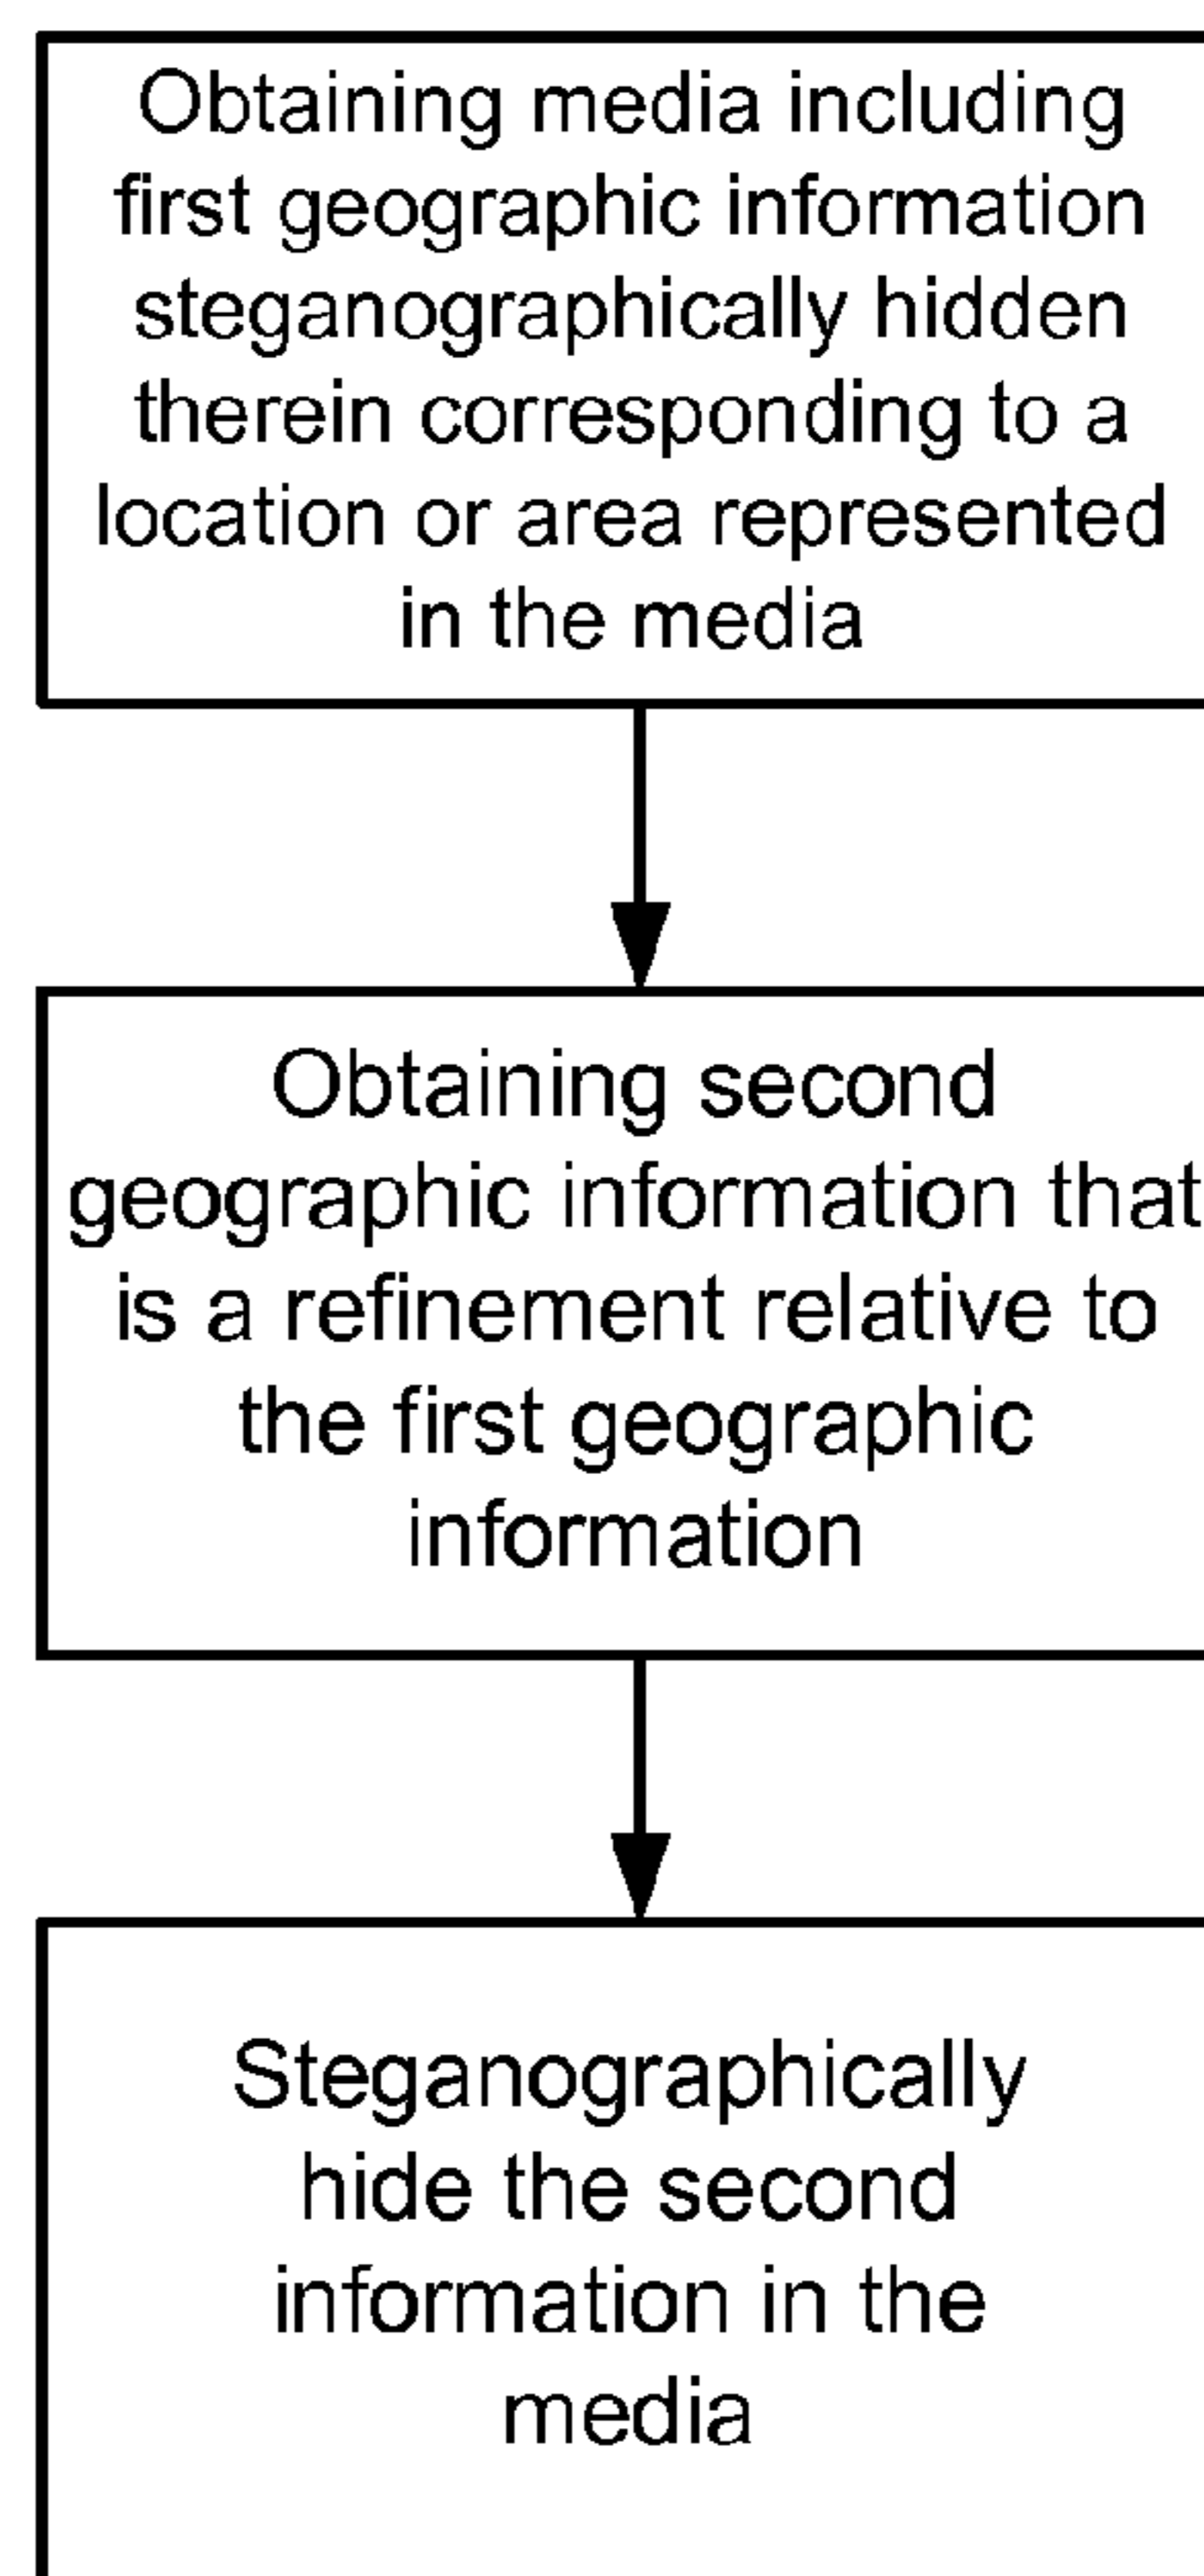 Obtaining media including
first geographic information
steganographically hidden
therein corresponding to a
location or area represented
in the media
Obtaining second
geographic information that
is a refinement relative to
the first geographic
information
Steganographically
hide the second
information in the
media